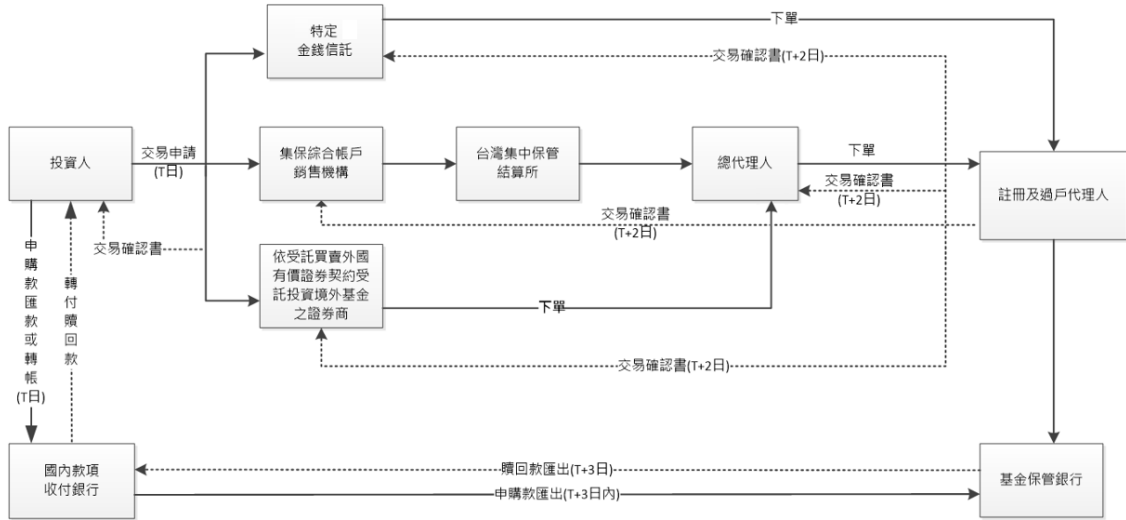 特定
金錢信託
下單
交易確認書(T+2日)
投資人
交易申請
(T日)
集保綜合帳戶
銷售機構
台灣集中保管
結算所
總代理人
下單
註冊及過戶代理人
交易確認書
(T+2日)
交易確認書
(T+2日)
交易確認書
申購款匯款或轉帳
(T日)
轉付贖回款
依受託買賣外國
有價證券契約受
託投資境外基金
之證券商
下單
交易確認書(T+2日)
國內款項
收付銀行
贖回款匯出(T+3日)
申購款匯出(T+3日內)
基金保管銀行